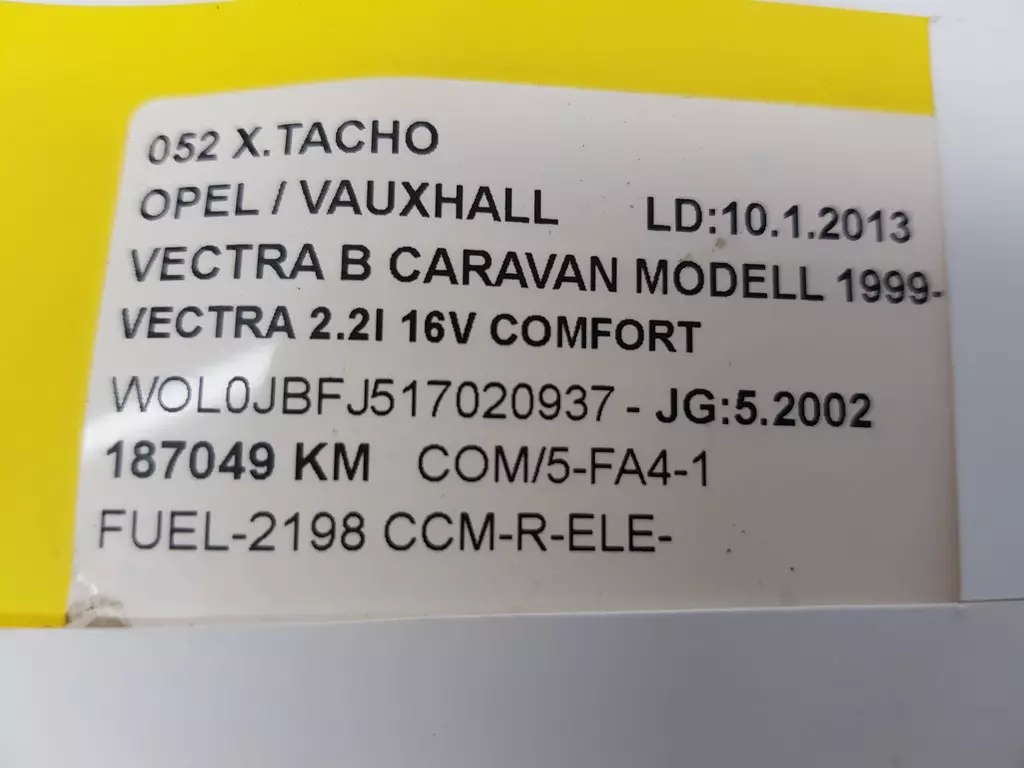 052 X.TACHO
OPEL / VAUXHALL LD:10.1.2013
VECTRA B CARAVAN MODELL 1999-
VECTRA 2.2I 16V COMFORT
WOL0JBFJ517020937 - JG:5.2002
187049 KM COM/5-FA4-1
FUEL-2198 CCM-R-ELE-